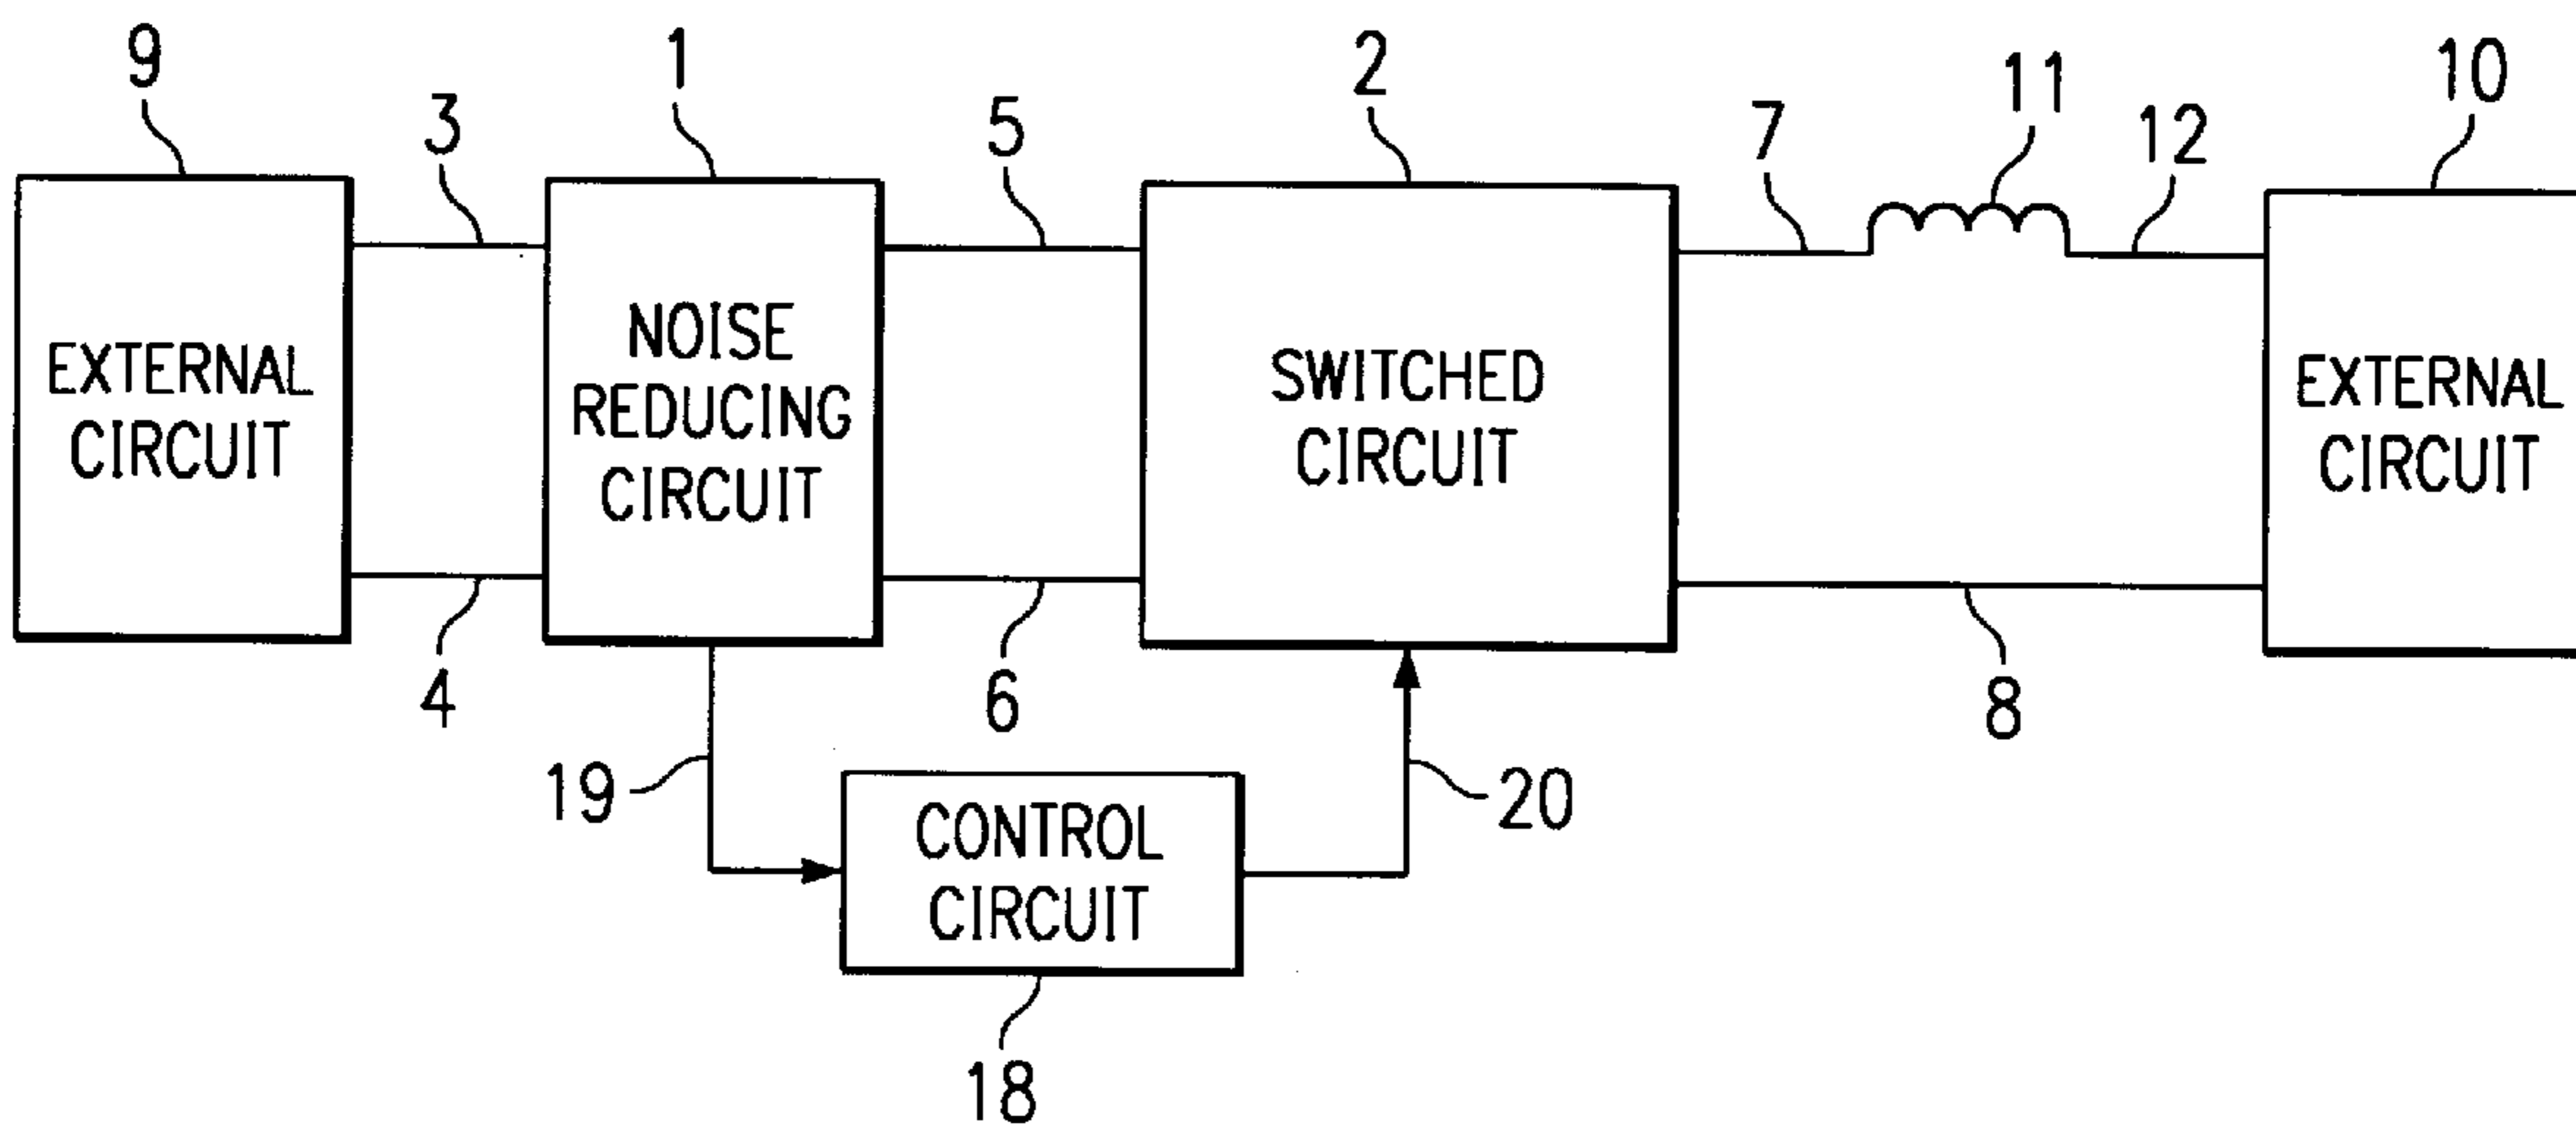 9
1
2
10
3
5
7
11
12
EXTERNAL
CIRCUIT
NOISE
REDUCING
CIRCUIT
SWITCHED
CIRCUIT
EXTERNAL
CIRCUIT
4
6
8
19
20
CONTROL
CIRCUIT
18